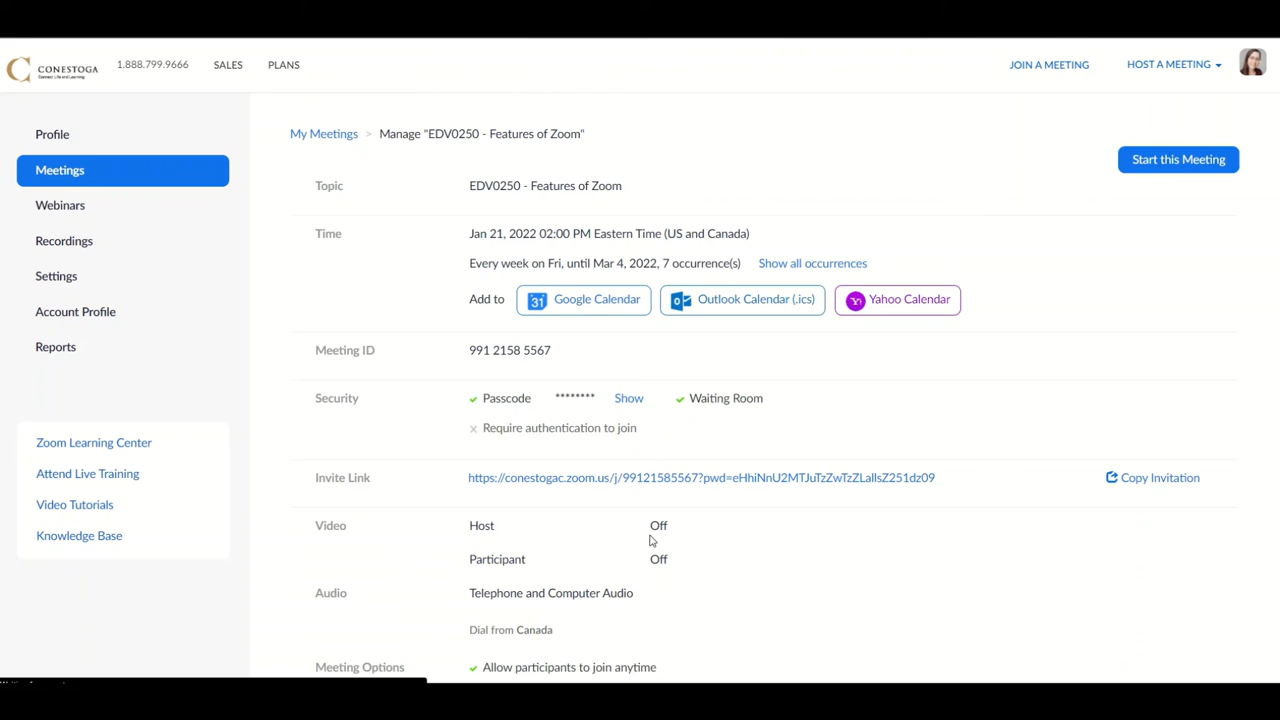 CONESTOGA
Connect Life and Learning
1.888.799.9666
SALES
PLANS
JOIN A MEETING
HOST A MEETING
Profile
Meetings
Webinars
Recordings
Settings
Account Profile
Reports
Zoom Learning Center
Attend Live Training
Video Tutorials
Knowledge Base
My Meetings > Manage "EDV0250 - Features of Zoom"
Start this Meeting
Topic EDV0250 - Features of Zoom
Time Jan 21, 2022 02:00 PM Eastern Time (US and Canada)
Every week on Fri, until Mar 4, 2022, 7 occurrence(s) Show all occurrences
Add to 31 Google Calendar Outlook Calendar (.ics) Yahoo Calendar
Meeting ID 991 2158 5567
Security Passcode ******** Show Waiting Room
Require authentication to join
Invite Link https://conestogac.zoom.us/j/99121585567?pwd=eHhiNnU2MTJuTzZwTzZLallsZ251dz09 Copy Invitation
Video Host Off
Participant Off
Audio Telephone and Computer Audio
Dial from Canada
Meeting Options Allow participants to join anytime